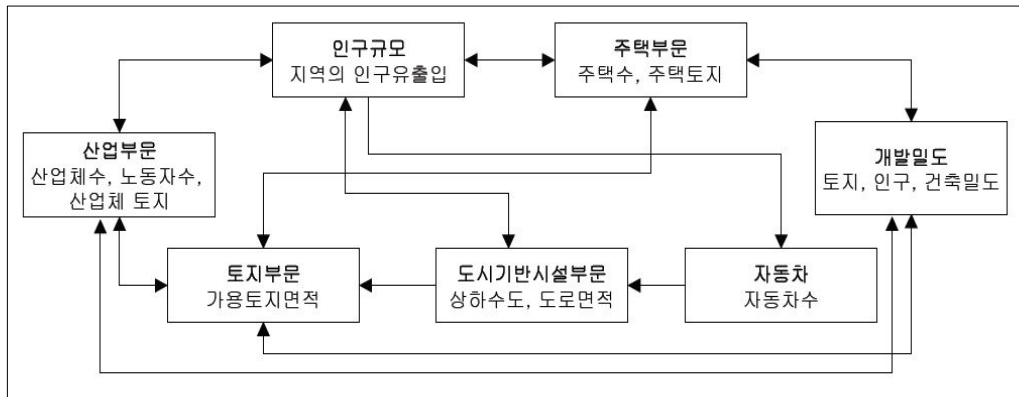 인구규모
지역의 인구유출입
주택부문
주택수, 주택토지
산업부문
산업체수, 노동자수,
산업체 토지
개발밀도
토지, 인구, 건축밀도
토지부문
가용토지면적
도시기반시설부문
상하수도, 도로면적
자동차
자동차수